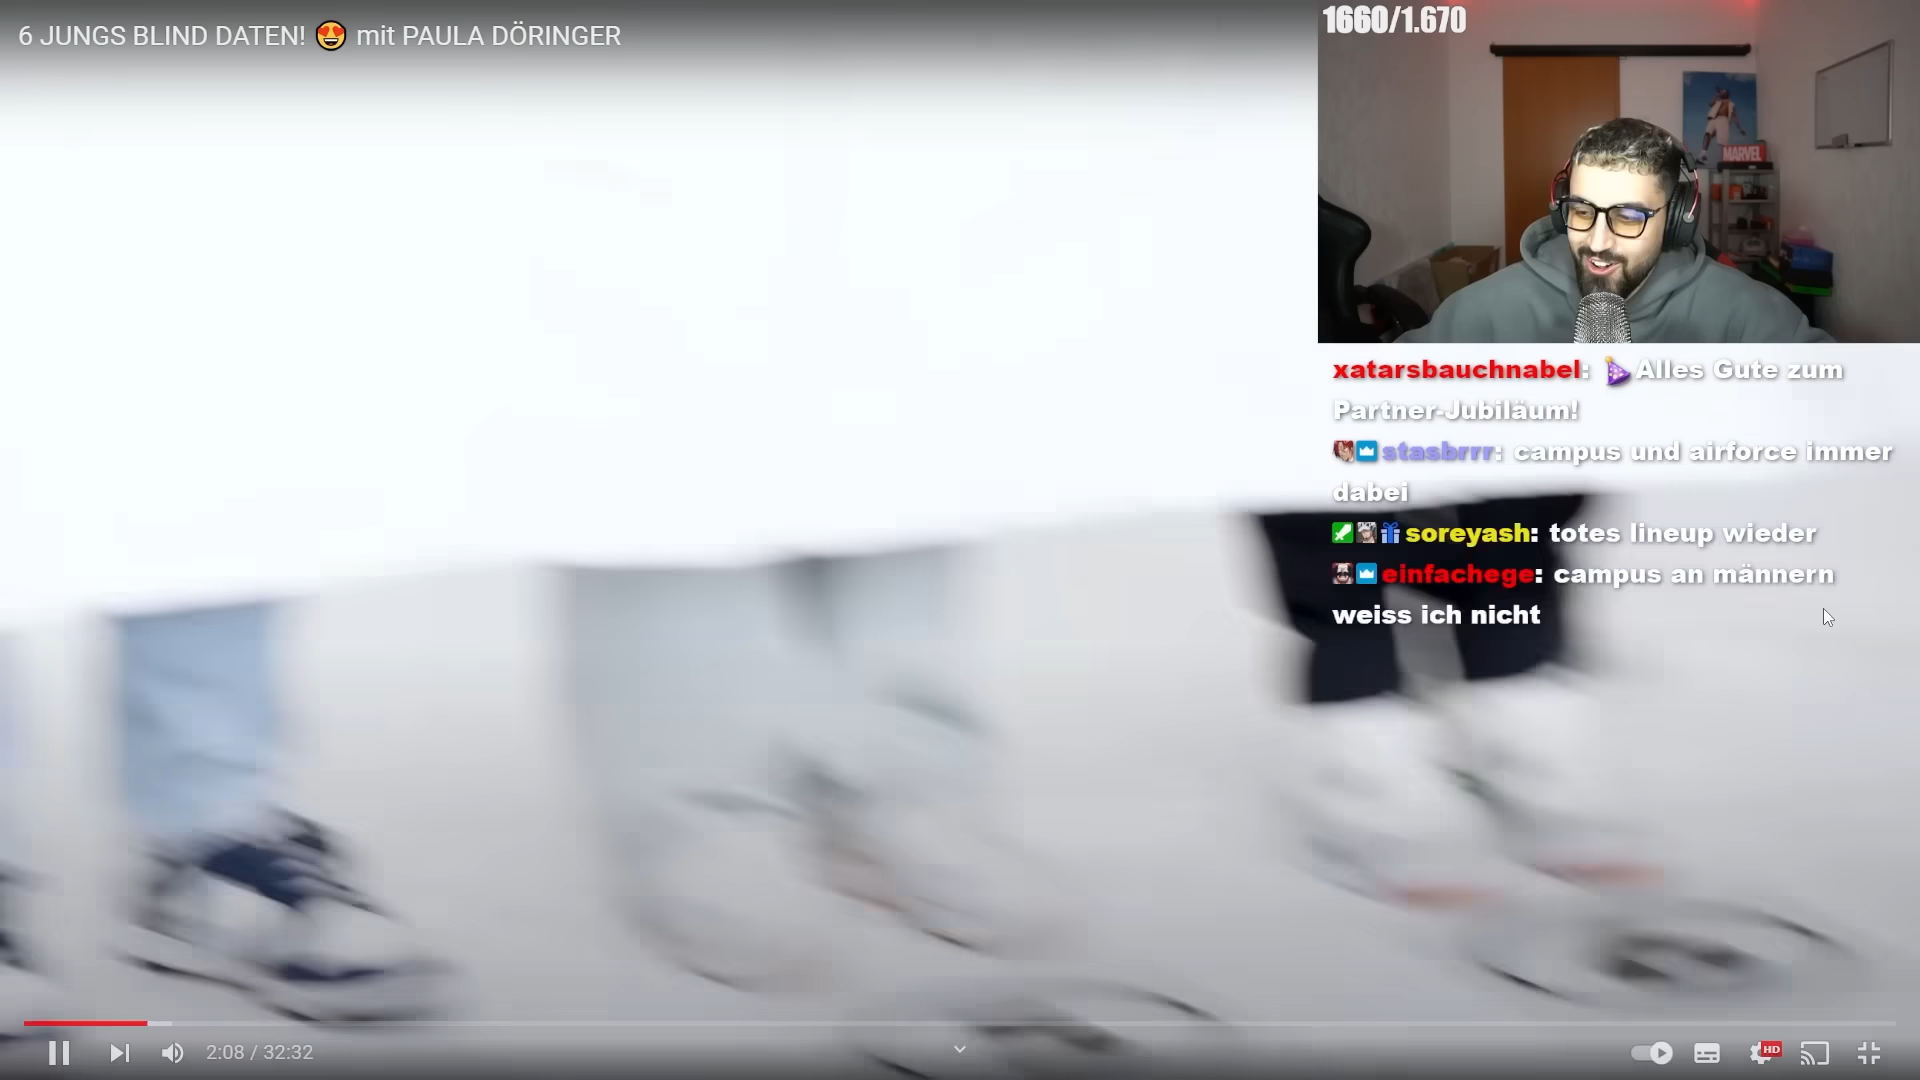 6 JUNGS BLIND DATEN! 😍 mit PAULA DÖRINGER
1660/1.670
MARVEL
xatarsbauchnabel: Alles Gute zum
Partner-Jubiläum!
stasbrrr: campus und airforce immer
dabei
soreyash: totes lineup wieder
einfachege: campus an männern
weiss ich nicht
2:08 / 32:32
HD